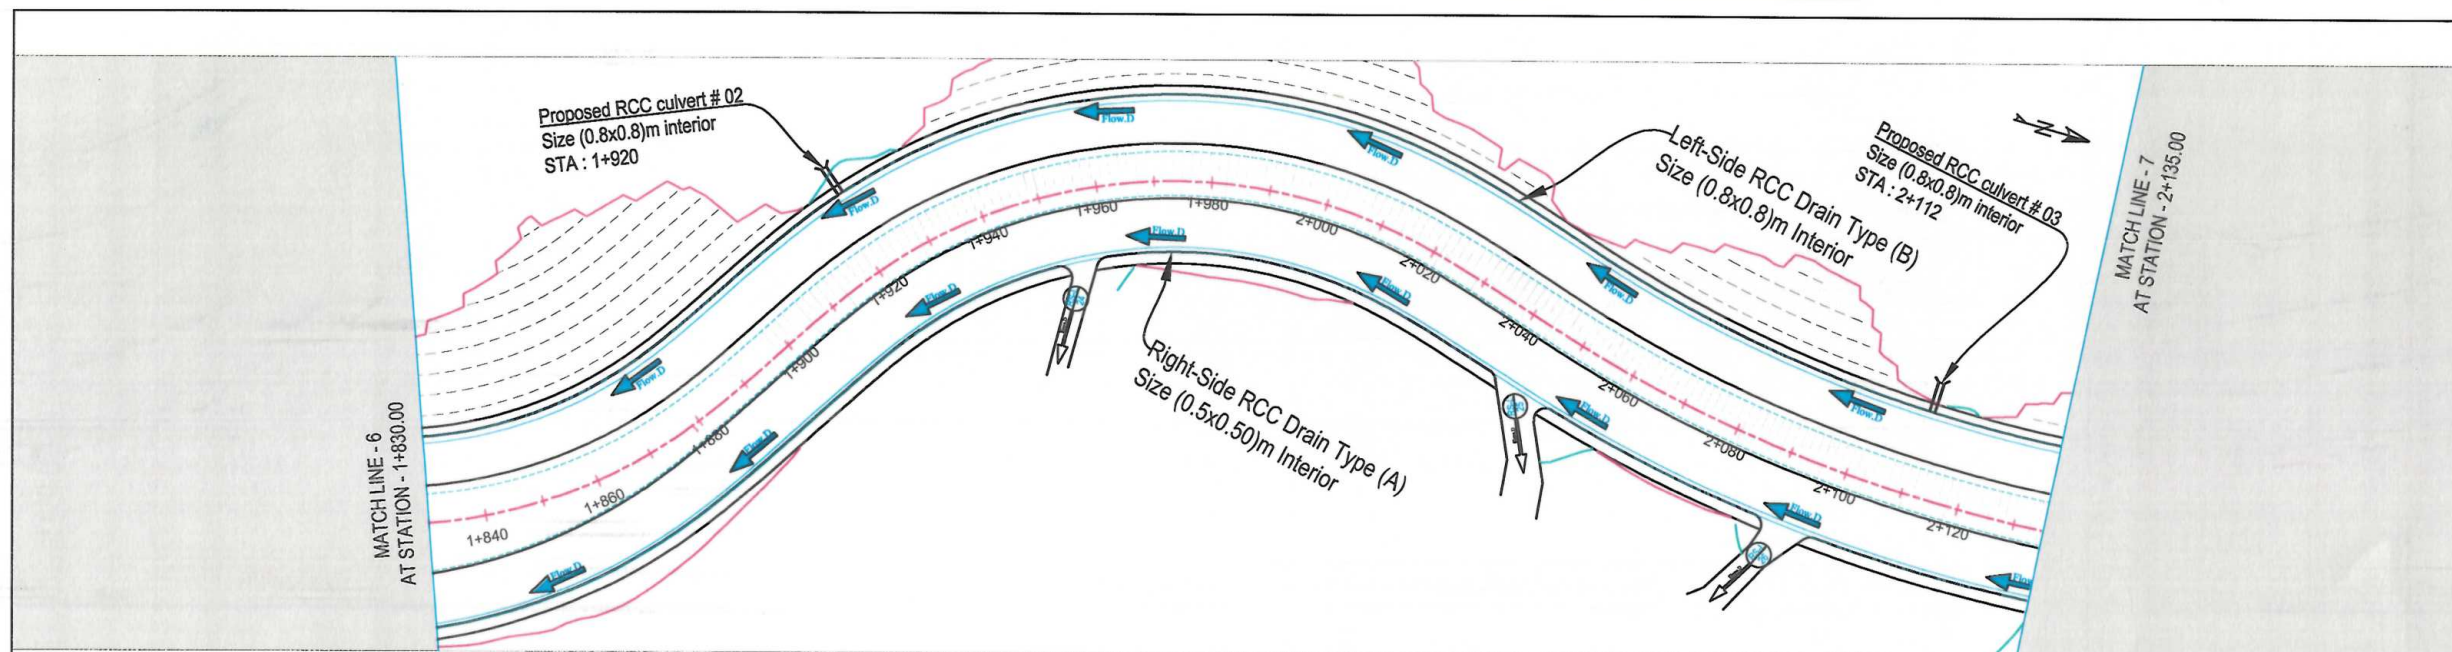 Proposed RCC culvert # 02
Size (0.8x0.8)m interior
STA : 1+920
Flow.D
Flow.D
Flow.D
Flow.D
Flow.D
Flow.D
Left-Side RCC Drain Type (B)
Size (0.8x0.8)m Interior
Proposed RCC culvert # 03
Size (0.8x0.8)m interior
STA : 2+112
N
MATCH LINE - 7
AT STATION - 2+135.00
MATCH LINE - 6
AT STATION - 1+830.00
1+840
1+860
1+880
1+900
1+920
1+940
1+960
1+980
2+000
2+020
2+040
2+060
2+080
2+100
2+120
Flow.D
Flow.D
Flow.D
Flow.D
Flow.D
Flow.D
Flow.D
Right-Side RCC Drain Type (A)
Size (0.5x0.50)m Interior